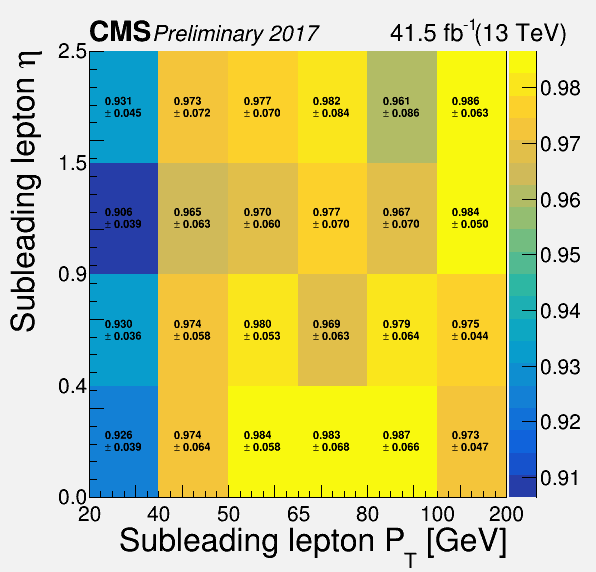 CMS Preliminary 2017 41.5 fb-1 (13 TeV)
Subleading lepton η
2.5
1.5
0.9
0.4
0.0
0.931 0.973 0.977 0.982 0.961 0.986
± 0.045 ± 0.072 ± 0.070 ± 0.084 ± 0.086 ± 0.063
0.906 0.965 0.970 0.977 0.967 0.984
± 0.039 ± 0.063 ± 0.060 ± 0.070 ± 0.070 ± 0.050
0.930 0.974 0.980 0.969 0.979 0.975
± 0.036 ± 0.058 ± 0.053 ± 0.063 ± 0.064 ± 0.044
0.926 0.974 0.984 0.983 0.987 0.973
± 0.039 ± 0.064 ± 0.058 ± 0.068 ± 0.066 ± 0.047
20 40 50 65 80 100 200
Subleading lepton PT [GeV]
0.98
0.97
0.96
0.95
0.94
0.93
0.92
0.91